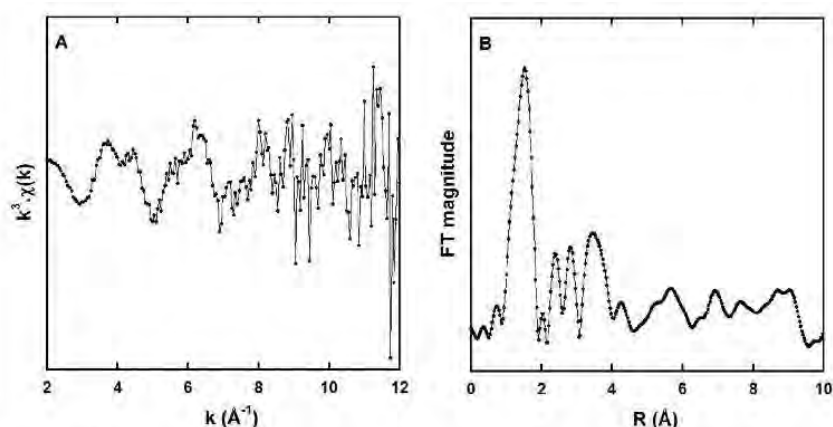 A
k³·χ(k)
2 4 6 8 10 12
k (Å⁻¹)
B
FT magnitude
0 2 4 6 8 10
R (Å)